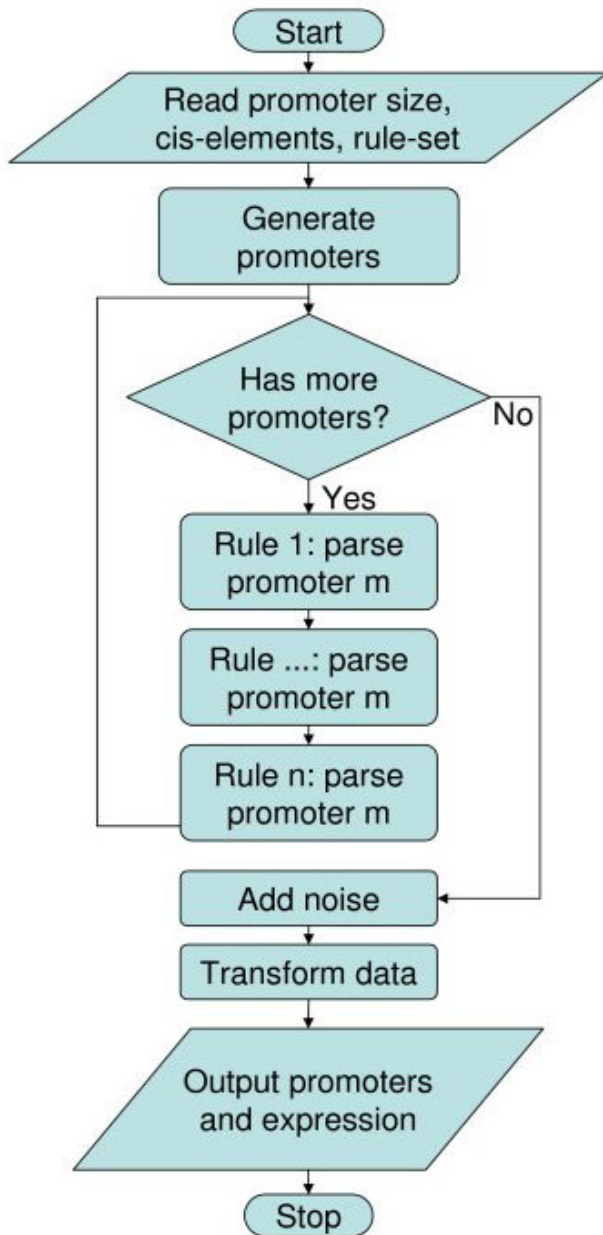 Start
Read promoter size,
cis-elements, rule-set
Generate
promoters
Has more
promoters?
No
Yes
Rule 1: parse
promoter m
Rule ...: parse
promoter m
Rule n: parse
promoter m
Add noise
Transform data
Output promoters
and expression
Stop